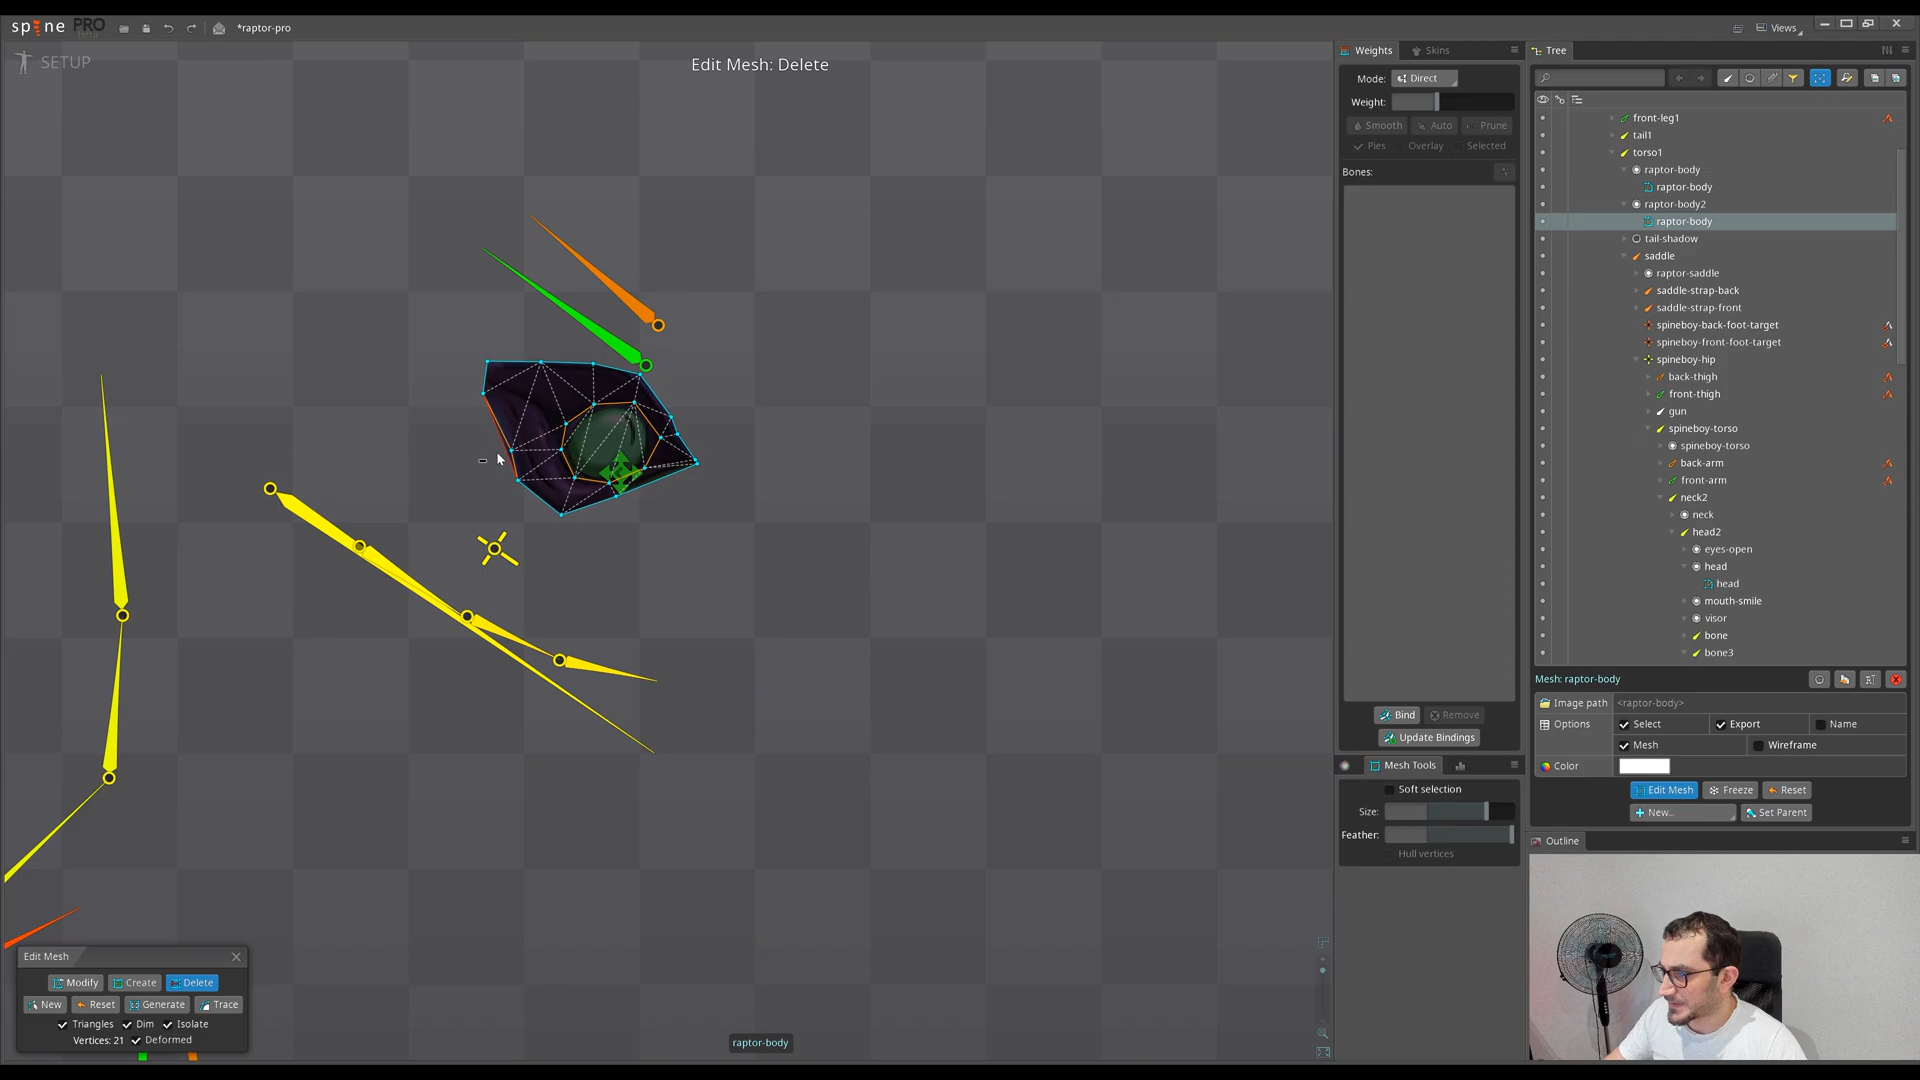 spine PRO
beta
*raptor-pro
Views
SETUP
Edit Mesh: Delete
Weights
Skins
Tree
Mode: Direct
Weight:
Smooth Auto Prune
Pies Overlay Selected
Bones:
Bind Remove
Update Bindings
Mesh Tools
Soft selection
Size:
Feather:
Hull vertices
front-leg1
tail1
torso1
raptor-body
raptor-body
raptor-body2
raptor-body
tail-shadow
saddle
raptor-saddle
saddle-strap-back
saddle-strap-front
spineboy-back-foot-target
spineboy-front-foot-target
spineboy-hip
back-thigh
front-thigh
gun
spineboy-torso
spineboy-torso
back-arm
front-arm
neck2
neck
head2
eyes-open
head
head
mouth-smile
visor
bone
bone3
Mesh: raptor-body
Image path <raptor-body>
Options Select Export Name
Mesh Wireframe
Color
Edit Mesh Freeze Reset
New... Set Parent
Outline
Edit Mesh
Modify Create Delete
New Reset Generate Trace
Triangles Dim Isolate
Vertices: 21 Deformed
raptor-body